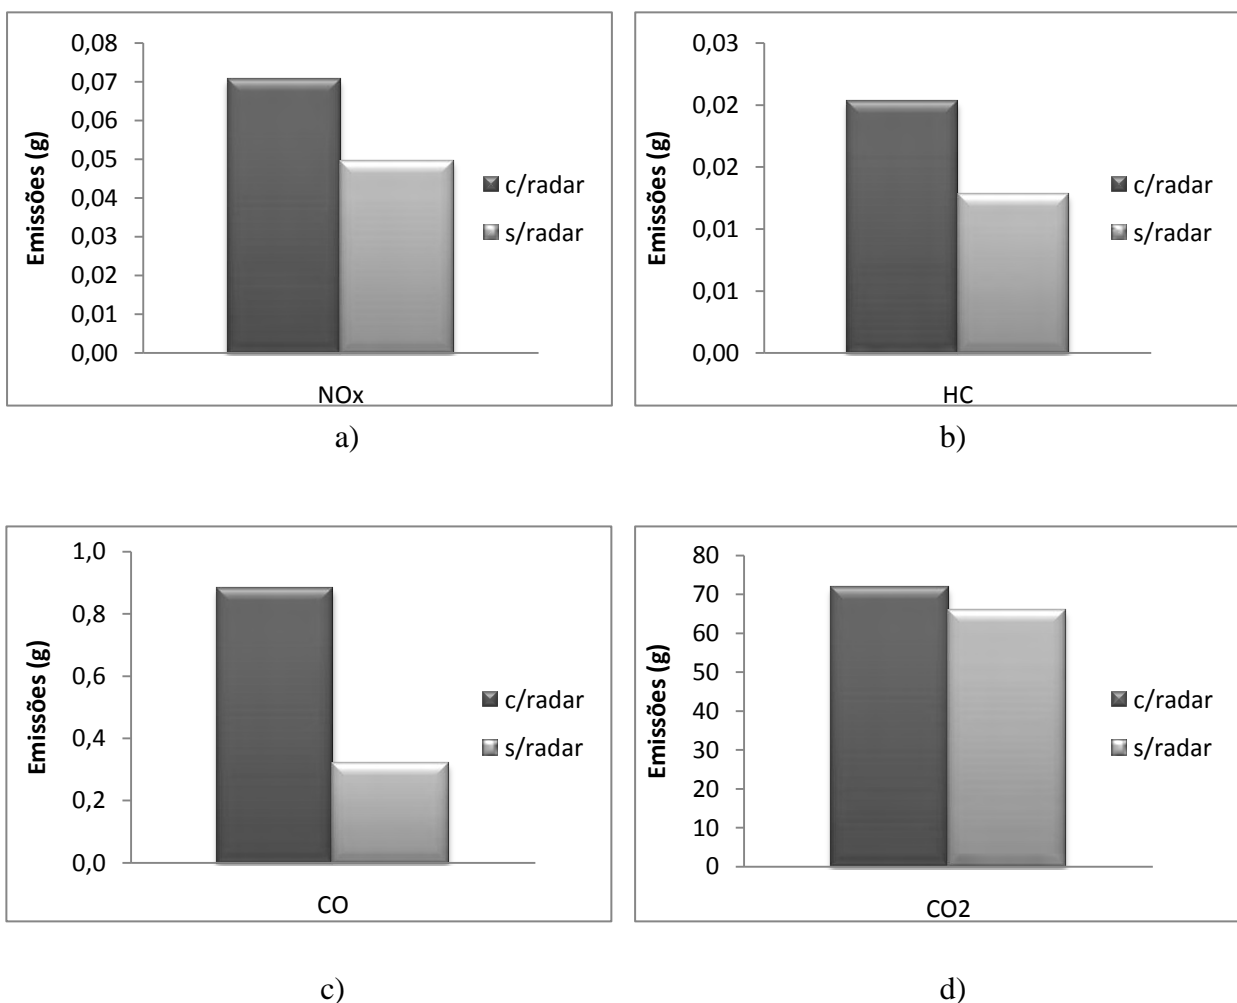 0,08
0,07
0,06
0,05
0,04
0,03
0,02
0,01
0,00
Emissões (g)
c/radar
s/radar
NOx
a)
0,03
0,02
0,02
0,01
0,01
0,00
Emissões (g)
c/radar
s/radar
HC
b)
1,0
0,8
0,6
0,4
0,2
0,0
Emissões (g)
c/radar
s/radar
CO
c)
80
70
60
50
40
30
20
10
0
Emissões (g)
c/radar
s/radar
CO2
d)